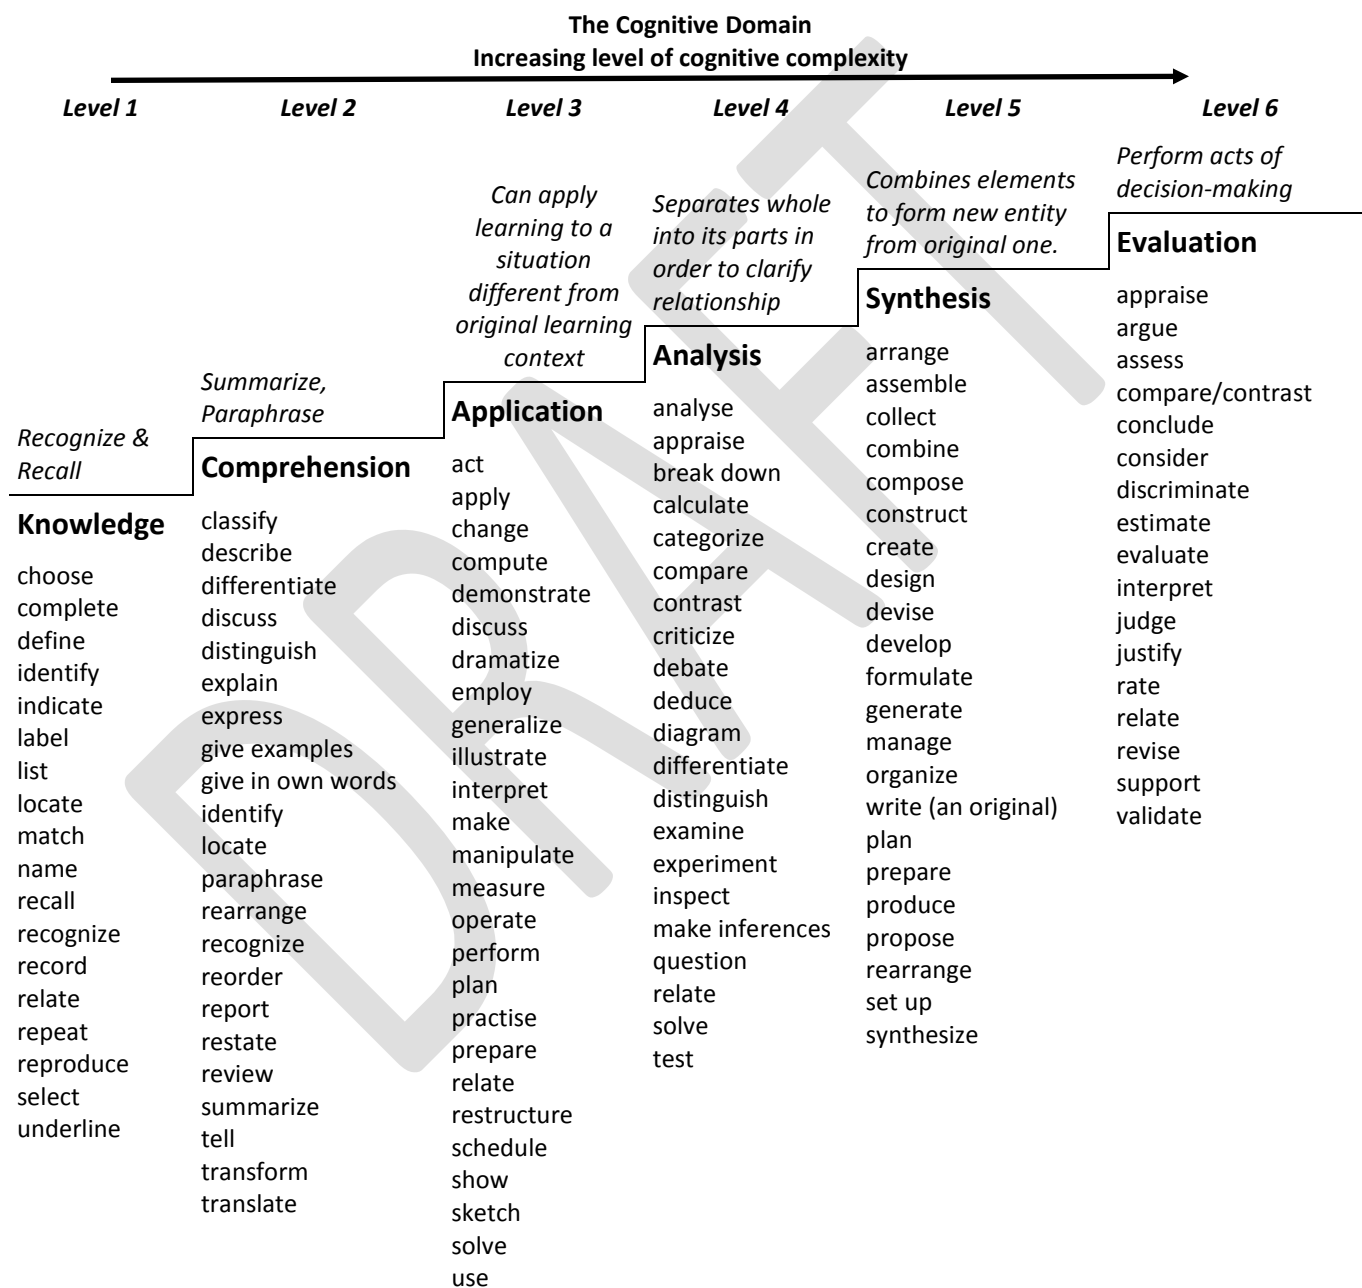 The Cognitive Domain
Increasing level of cognitive complexity
Level 1
Level 2
Level 3
Level 4
Level 5
Level 6
Recognize &
Recall
Knowledge
choose
complete
define
identify
indicate
label
list
locate
match
name
recall
recognize
record
relate
repeat
reproduce
select
underline
Summarize,
Paraphrase
Comprehension
classify
describe
differentiate
discuss
distinguish
explain
express
give examples
give in own words
identify
locate
paraphrase
rearrange
recognize
reorder
report
restate
review
summarize
tell
transform
translate
Can apply
learning to a
situation
different from
original learning
context
Application
act
apply
change
compute
demonstrate
discuss
dramatize
employ
generalize
illustrate
interpret
make
manipulate
measure
operate
perform
plan
practise
prepare
relate
restructure
schedule
show
sketch
solve
use
Separates whole
into its parts in
order to clarify
relationship
Analysis
analyse
appraise
break down
calculate
categorize
compare
contrast
criticize
debate
deduce
diagram
differentiate
distinguish
examine
experiment
inspect
make inferences
question
relate
solve
test
Combines elements
to form new entity
from original one.
Synthesis
arrange
assemble
collect
combine
compose
construct
create
design
devise
develop
formulate
generate
manage
organize
write (an original)
plan
prepare
produce
propose
rearrange
set up
synthesize
Perform acts of
decision-making
Evaluation
appraise
argue
assess
compare/contrast
conclude
consider
discriminate
estimate
evaluate
interpret
judge
justify
rate
relate
revise
support
validate
DRAFT